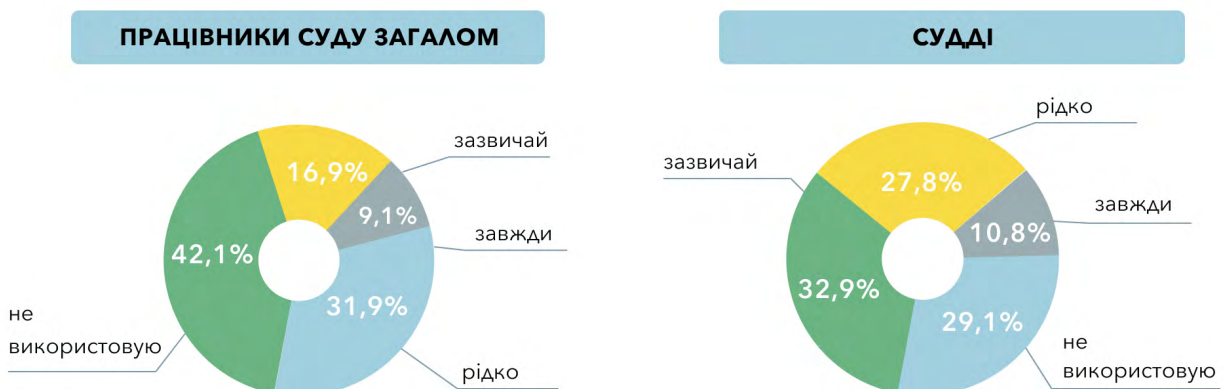 ПРАЦІВНИКИ СУДУ ЗАГАЛОМ
16,9%
зазвичай
9,1%
завжди
42,1%
31,9%
не
використовую
рідко
СУДДІ
рідко
зазвичай
27,8%
завжди
10,8%
32,9%
29,1%
не
використовую